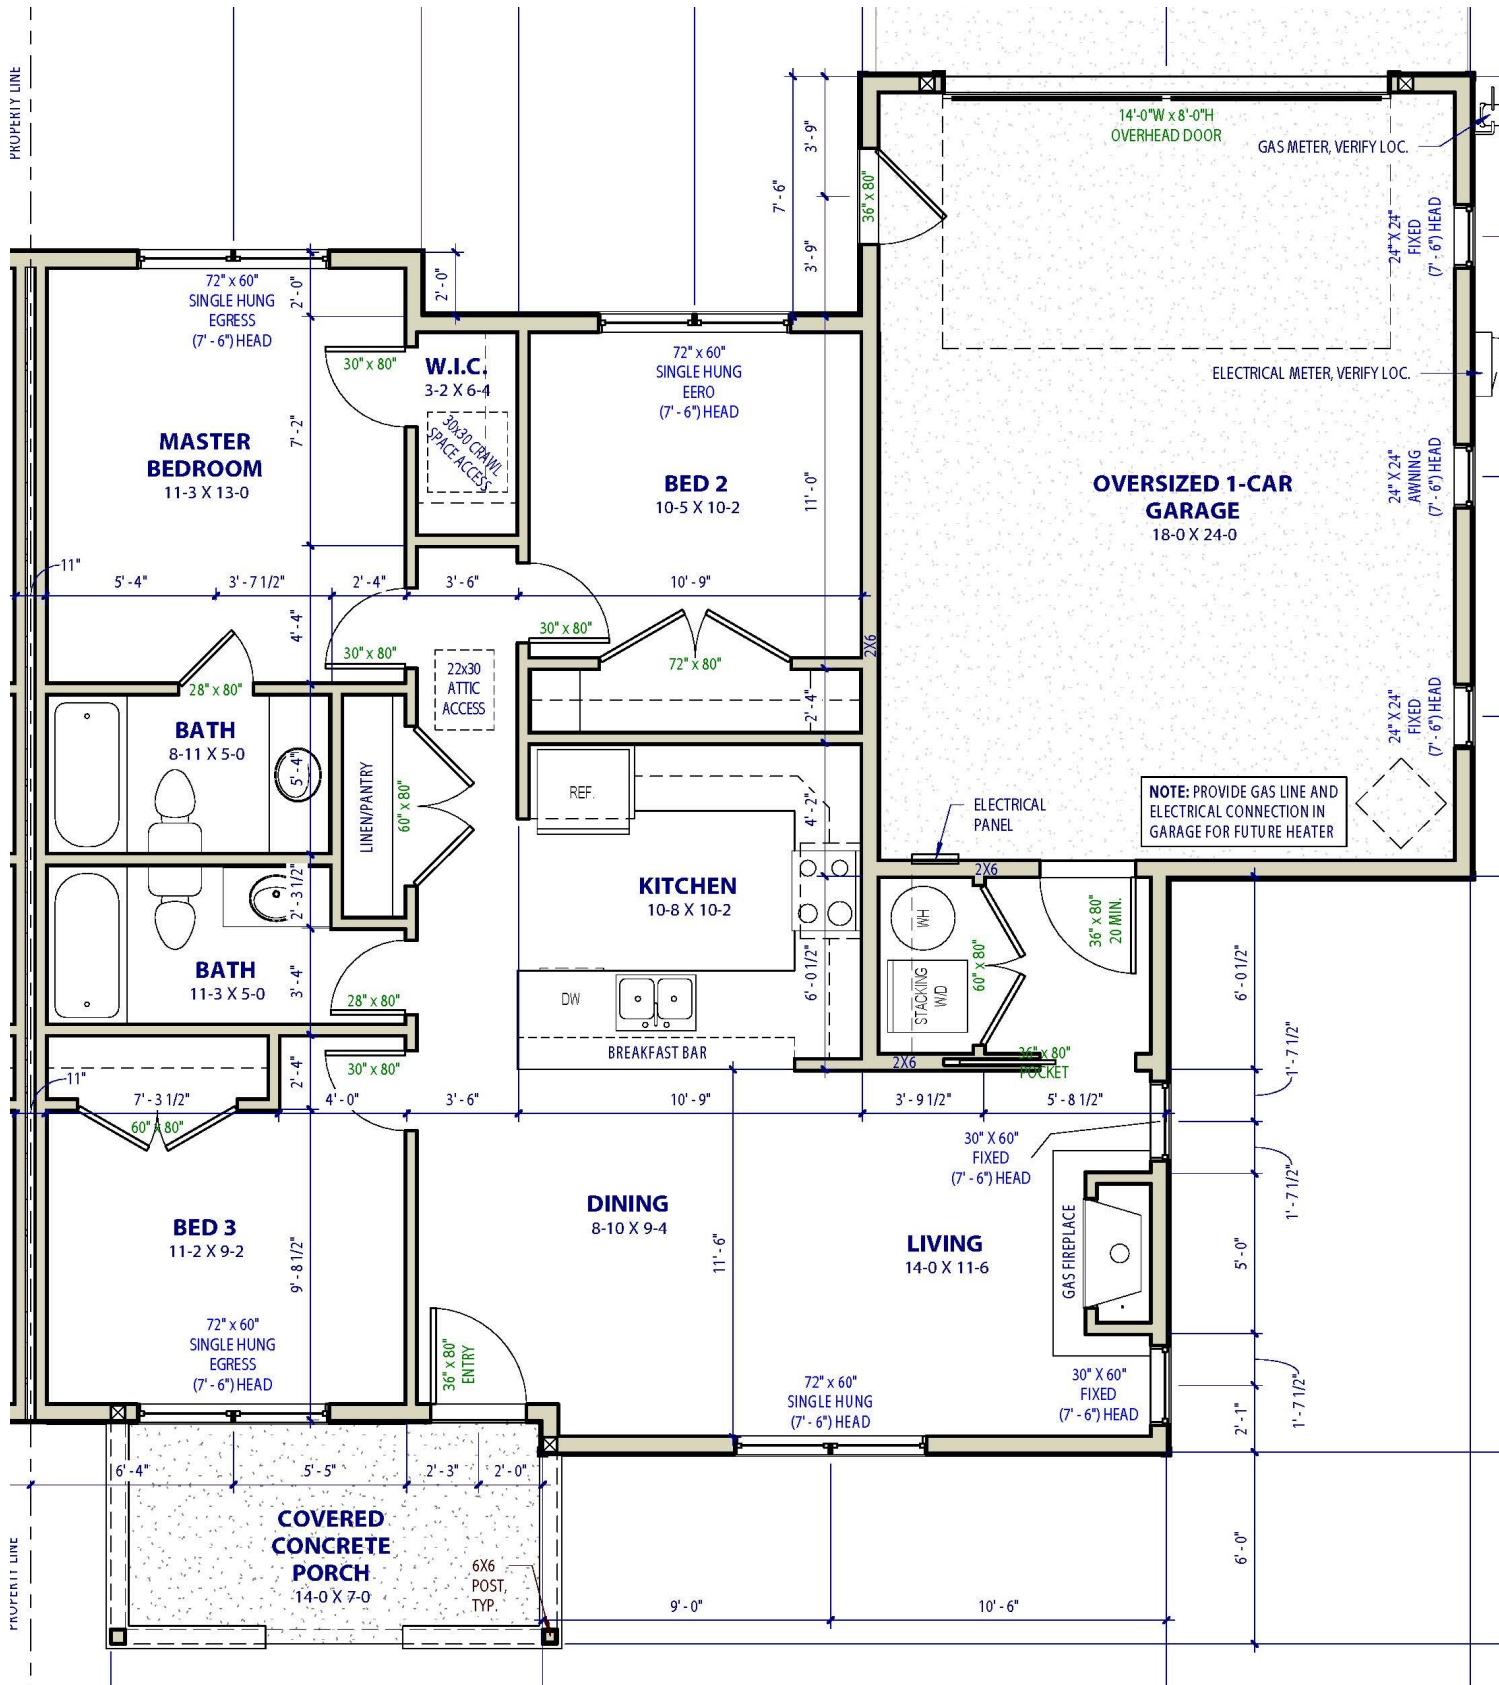 PROPERTY LINE
14'-0"W x 8'-0"H
OVERHEAD DOOR
GAS METER, VERIFY LOC.
3' - 9"
7' - 6"
36" x 80"
3' - 9"
24" X 24"
FIXED
(7' - 6") HEAD
72" x 60"
SINGLE HUNG
EGRESS
(7' - 6") HEAD
2' - 0"
2' - 0"
30" x 80"
W.I.C.
3-2 X 6-4
30x30 CRAWL
SPACE ACCESS
72" x 60"
SINGLE HUNG
EERO
(7' - 6") HEAD
ELECTRICAL METER, VERIFY LOC.
MASTER
BEDROOM
11-3 X 13-0
7' - 2"
BED 2
10-5 X 10-2
11' - 0"
OVERSIZED 1-CAR
GARAGE
18-0 X 24-0
24" X 24"
AWNING
(7' - 6") HEAD
11"
5' - 4"
3' - 7 1/2"
2' - 4"
3' - 6"
10' - 9"
4' - 4"
30" x 80"
30" x 80"
72" x 80"
2X6
22x30
ATTIC
ACCESS
28" x 80"
2' - 4"
24" X 24"
FIXED
(7' - 6") HEAD
BATH
8-11 X 5-0
5' - 4"
LINEN/PANTRY
60" x 80"
REF.
4' - 2"
ELECTRICAL
PANEL
NOTE: PROVIDE GAS LINE AND
ELECTRICAL CONNECTION IN
GARAGE FOR FUTURE HEATER
KITCHEN
10-8 X 10-2
2X6
2' - 3 1/2"
WH
36" x 80"
20 MIN.
BATH
11-3 X 5-0
3' - 4"
28" x 80"
DW
6' - 0 1/2"
STACKING
W/D
60" x 80"
6' - 0 1/2"
BREAKFAST BAR
2X6
36" x 80"
POCKET
30" x 80"
2' - 4"
11"
7' - 3 1/2"
4' - 0"
3' - 6"
10' - 9"
3' - 9 1/2"
5' - 8 1/2"
1' - 7 1/2"
60" x 80"
30" X 60"
FIXED
(7' - 6") HEAD
1' - 7 1/2"
BED 3
11-2 X 9-2
9' - 8 1/2"
DINING
8-10 X 9-4
11' - 6"
LIVING
14-0 X 11-6
GAS FIREPLACE
5' - 0"
72" x 60"
SINGLE HUNG
EGRESS
(7' - 6") HEAD
36" x 80"
ENTRY
72" x 60"
SINGLE HUNG
(7' - 6") HEAD
30" X 60"
FIXED
(7' - 6") HEAD
2' - 1"
1' - 7 1/2"
6' - 4"
5' - 5"
2' - 3"
2' - 0"
COVERED
CONCRETE
PORCH
14-0 X 7-0
6X6
POST,
TYP.
PROPERTY LINE
9' - 0"
10' - 6"
6' - 0"